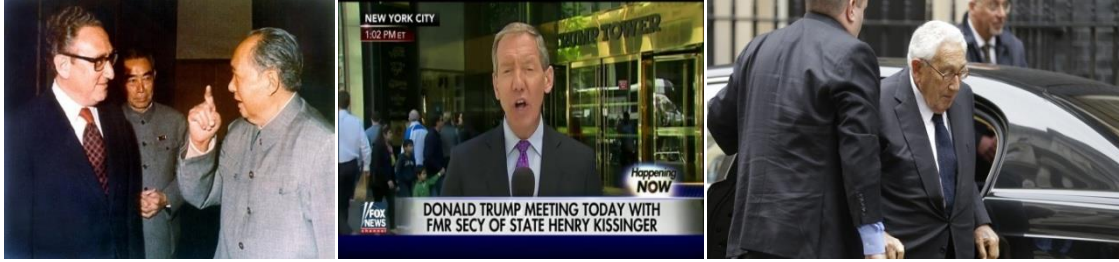 NEW YORK CITY
1:02 PM ET
TRUMP TOWER
Happening
NOW
FOX
NEWS
channel
DONALD TRUMP MEETING TODAY WITH
FMR SECY OF STATE HENRY KISSINGER